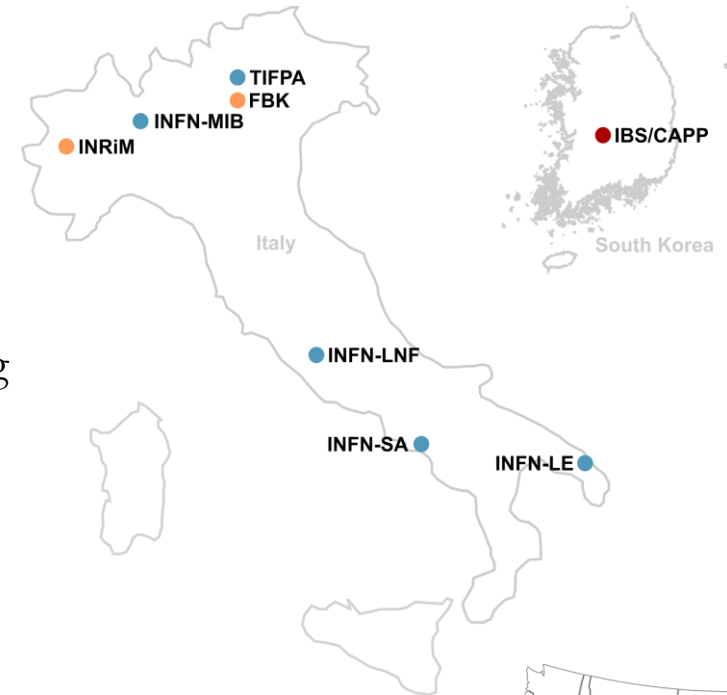 TIFPA
FBK
INFN-MIB
INRiM
IBS/CAPP
Italy
South Korea
g
INFN-LNF
INFN-SA
INFN-LE